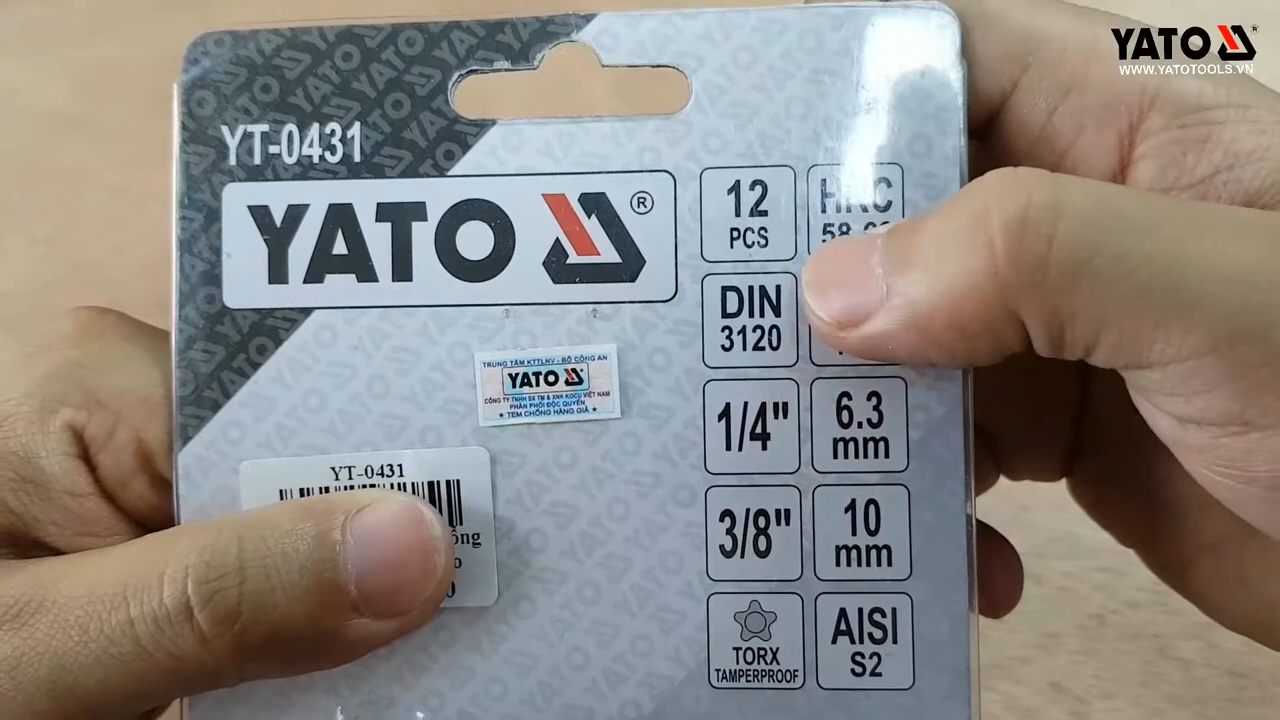 YATO
WWW.YATOTOOLS.VN
YT-0431
YATO
12
PCS
HRC
DIN
3120
1/4"
6.3
mm
3/8"
10
mm
TORX
TAMPERPROOF
AISI
S2
TRUNG TÂM KTTLNV - BỘ CÔNG AN
YATO
CÔNG TY TNHH SX TM & XNK KOCU VIỆT NAM
PHÂN PHỐI ĐỘC QUYỀN
★ TEM CHỐNG HÀNG GIẢ ★
YT-0431